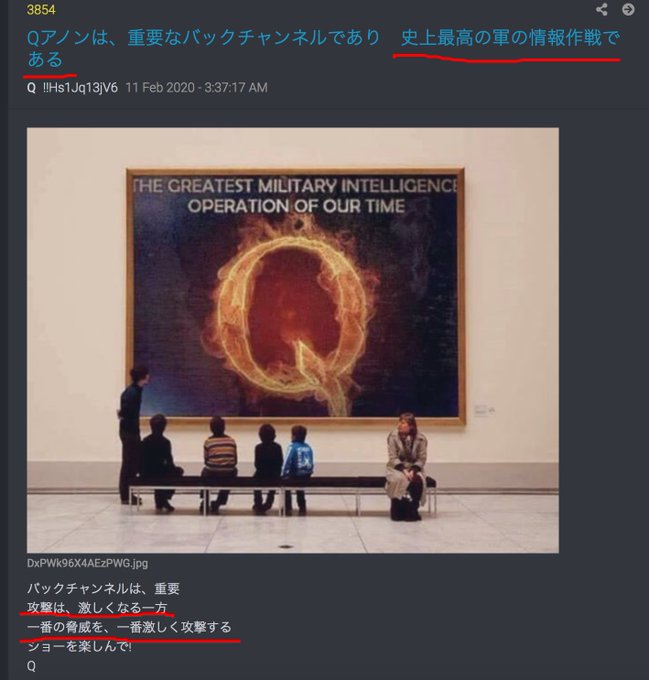 3854
Qアノンは、重要なバックチャンネルであり　史上最高の軍の情報作戦で
ある
Q !!Hs1Jq13jV6 11 Feb 2020 - 3:37:17 AM
THE GREATEST MILITARY INTELLIGENCE
OPERATION OF OUR TIME
Q
DxPWk96X4AEzPWG.jpg
バックチャンネルは、重要
攻撃は、激しくなる一方
一番の脅威を、一番激しく攻撃する
ショーを楽しんで!
Q